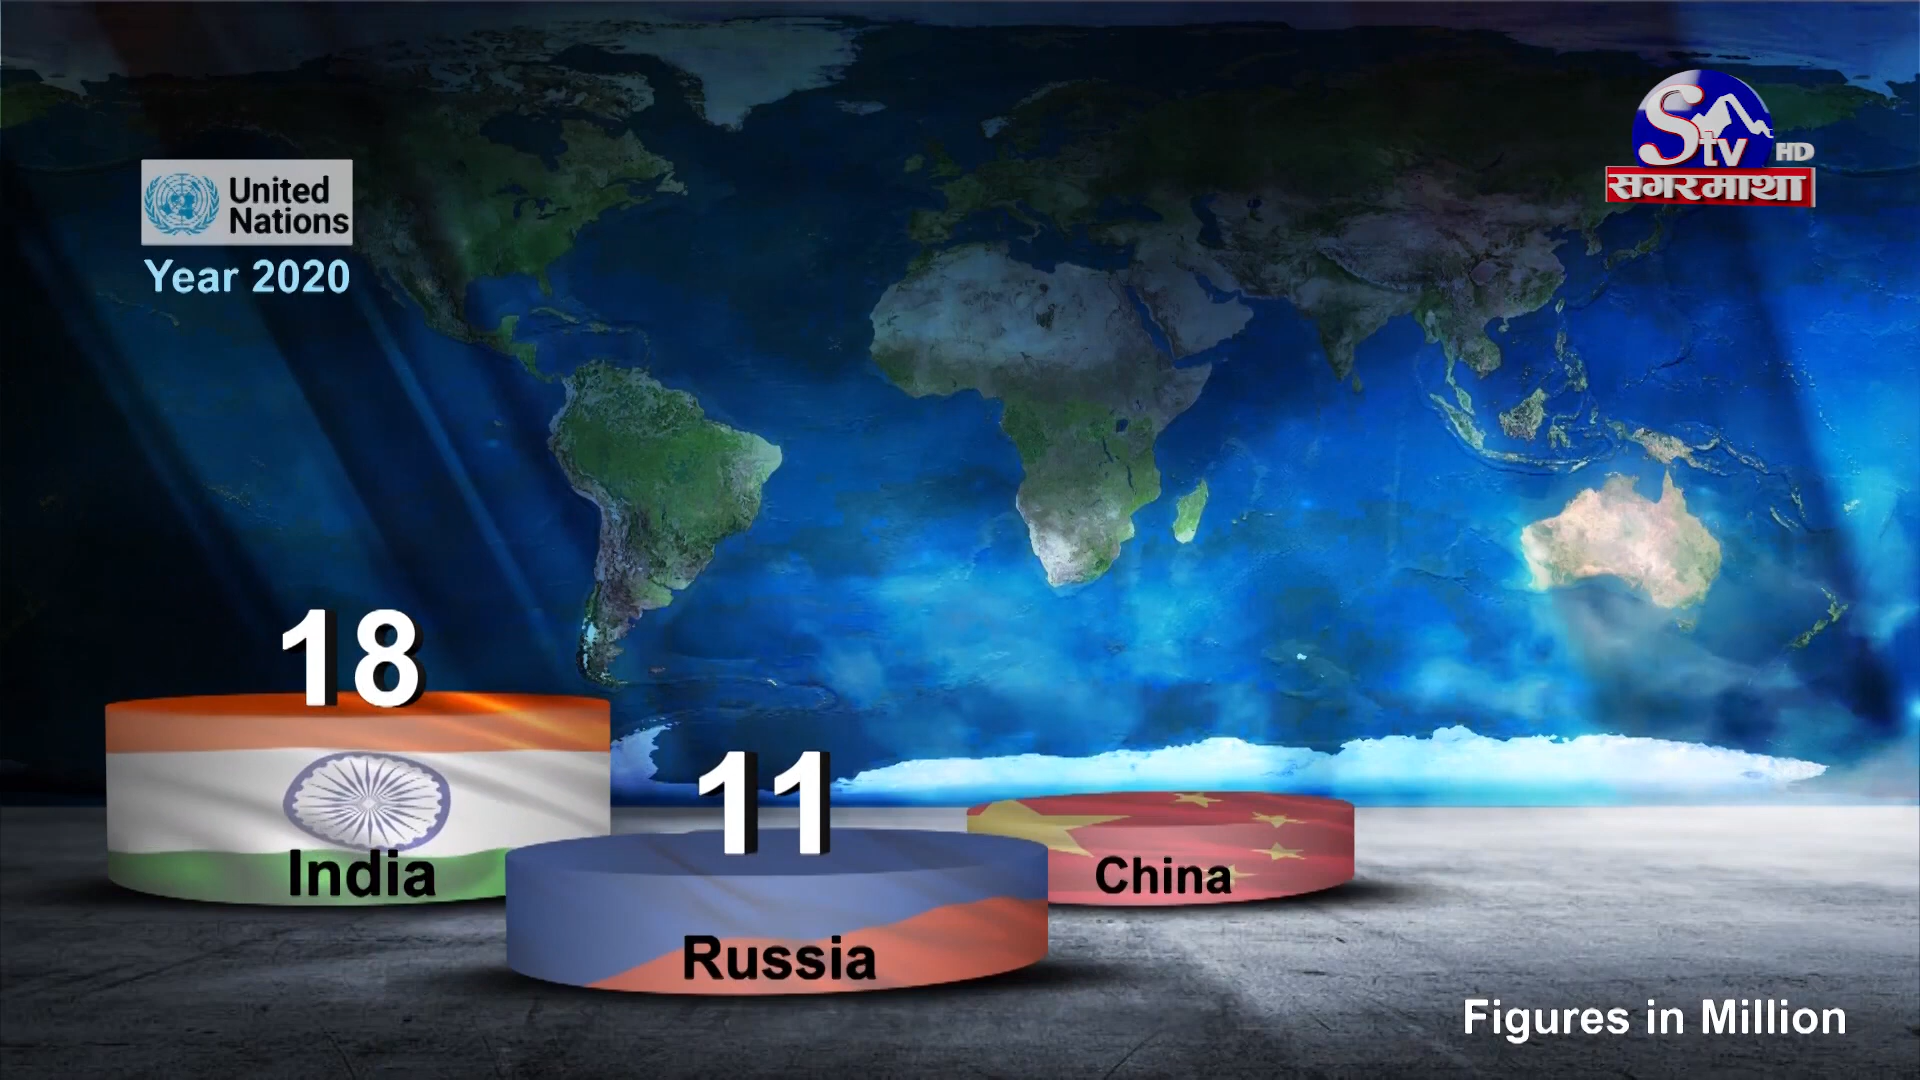 Stv HD
सगरमाथा
United
Nations
Year 2020
18
11
India
China
Russia
Figures in Million